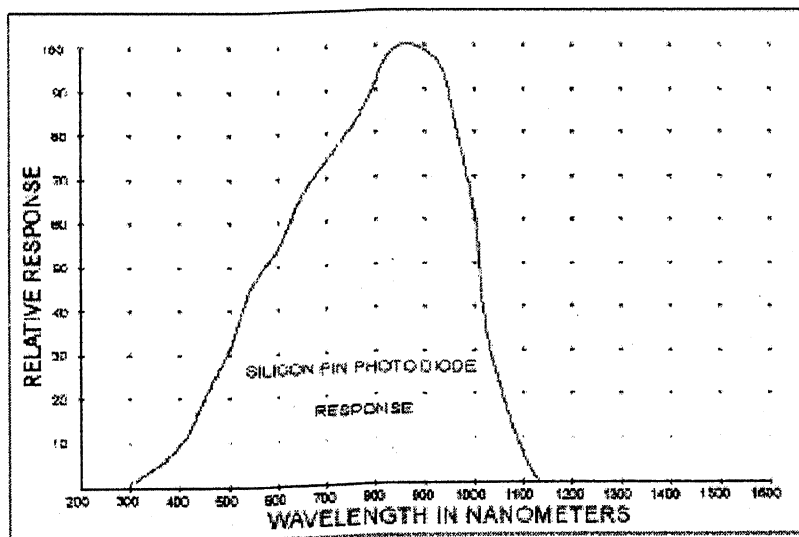 100
90
80
70
60
50
40
30
20
10
RELATIVE RESPONSE
SILICON PIN PHOTODIODE
RESPONSE
200 300 400 500 600 700 800 900 1000 1100 1200 1300 1400 1500 1600
WAVELENGTH IN NANOMETERS